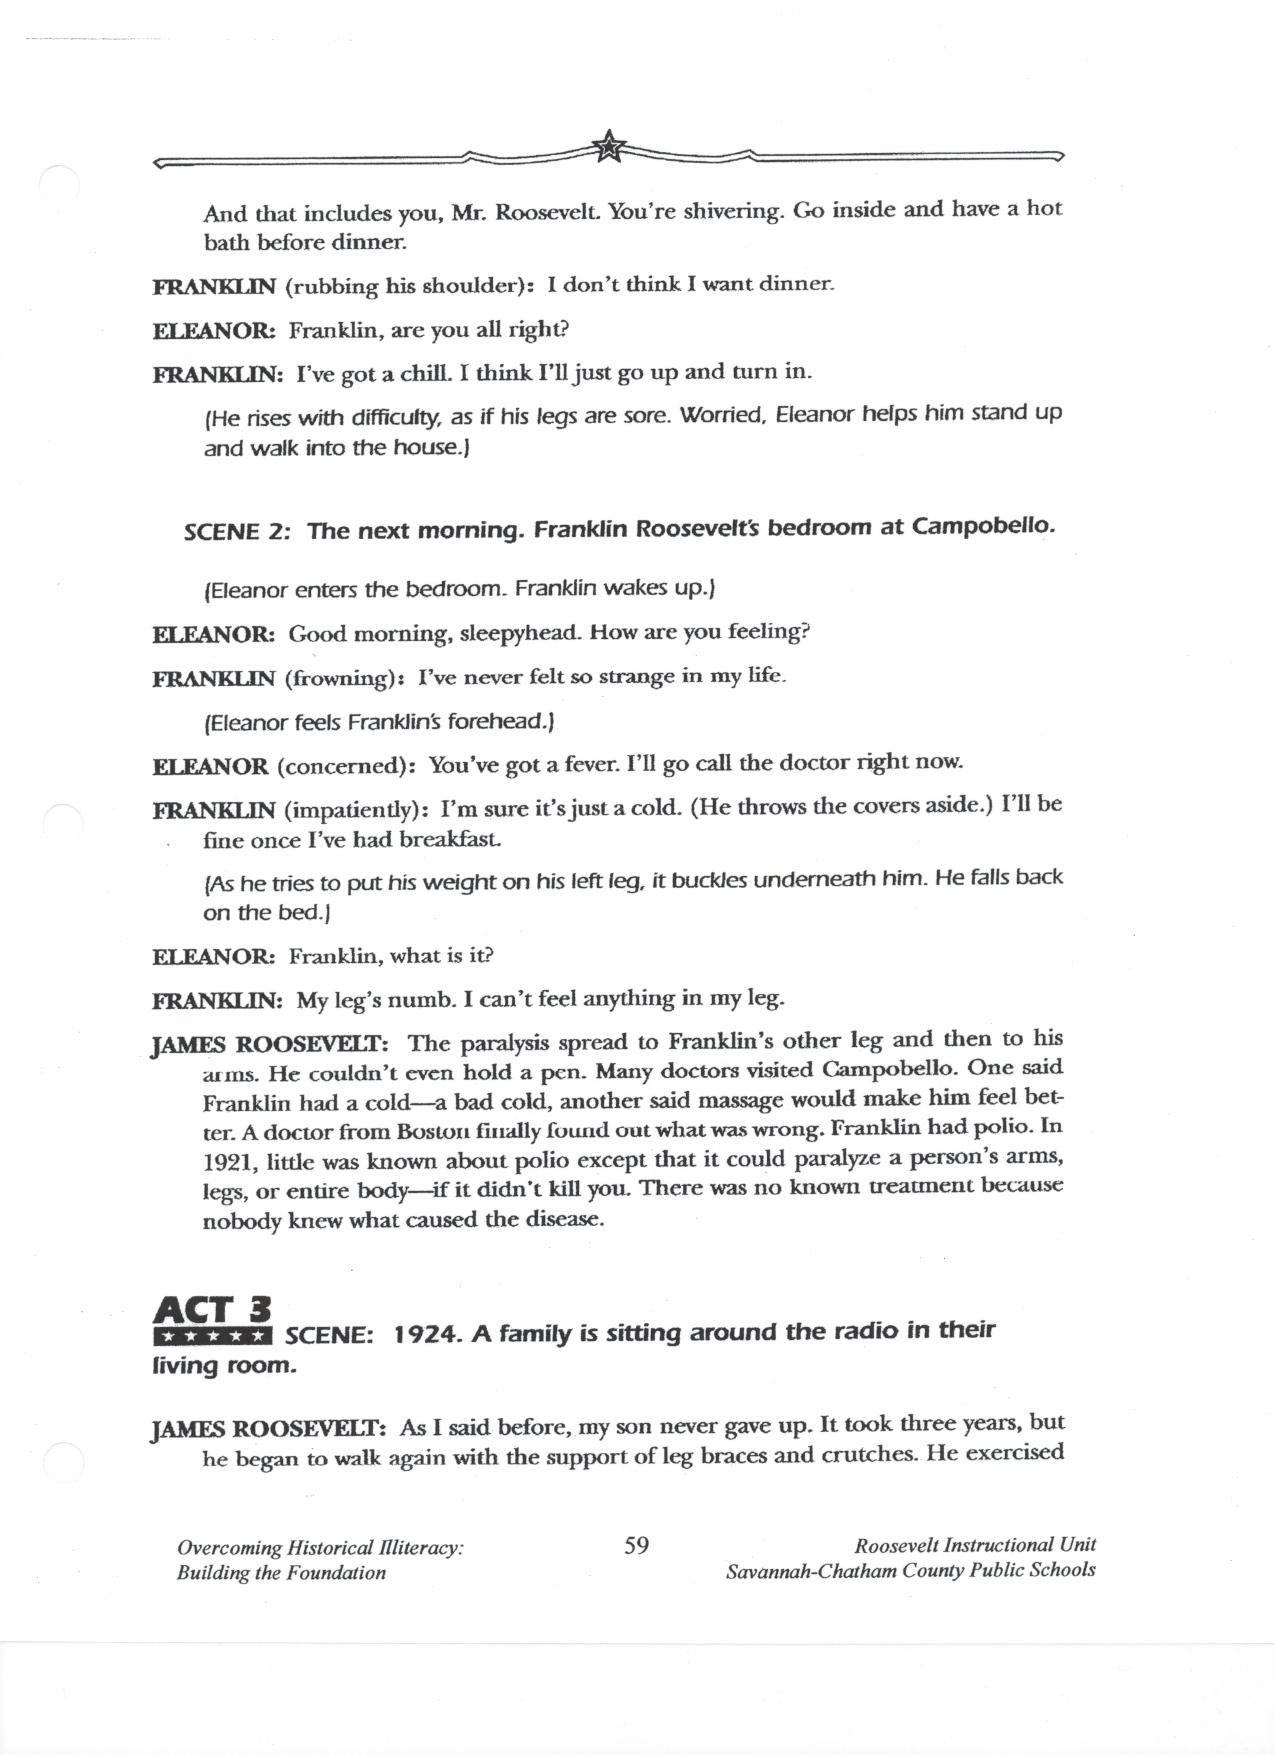 And that includes you, Mr. Roosevelt. You're shivering. Go inside and have a hot
bath before dinner.
FRANKLIN (rubbing his shoulder): I don't think I want dinner.
ELEANOR: Franklin, are you all right?
FRANKLIN: I've got a chill. I think I'll just go up and turn in.
(He rises with difficulty, as if his legs are sore. Worried, Eleanor helps him stand up
and walk into the house.)
SCENE 2: The next morning. Franklin Roosevelt's bedroom at Campobello.
(Eleanor enters the bedroom. Franklin wakes up.)
ELEANOR: Good morning, sleepyhead. How are you feeling?
FRANKLIN (frowning): I've never felt so strange in my life.
(Eleanor feels Franklin's forehead.)
ELEANOR (concerned): You've got a fever. I'll go call the doctor right now.
FRANKLIN (impatiently): I'm sure it's just a cold. (He throws the covers aside.) I'll be
fine once I've had breakfast.
(As he tries to put his weight on his left leg, it buckles underneath him. He falls back
on the bed.)
ELEANOR: Franklin, what is it?
FRANKLIN: My leg's numb. I can't feel anything in my leg.
JAMES ROOSEVELT: The paralysis spread to Franklin's other leg and then to his
arms. He couldn't even hold a pen. Many doctors visited Campobello. One said
Franklin had a cold—a bad cold, another said massage would make him feel bet-
ter. A doctor from Boston finally found out what was wrong. Franklin had polio. In
1921, little was known about polio except that it could paralyze a person's arms,
legs, or entire body—if it didn't kill you. There was no known treatment because
nobody knew what caused the disease.
ACT 3
SCENE: 1924. A family is sitting around the radio in their
living room.
JAMES ROOSEVELT: As I said before, my son never gave up. It took three years, but
he began to walk again with the support of leg braces and crutches. He exercised
Overcoming Historical Illiteracy:
Building the Foundation
59
Roosevelt Instructional Unit
Savannah-Chatham County Public Schools